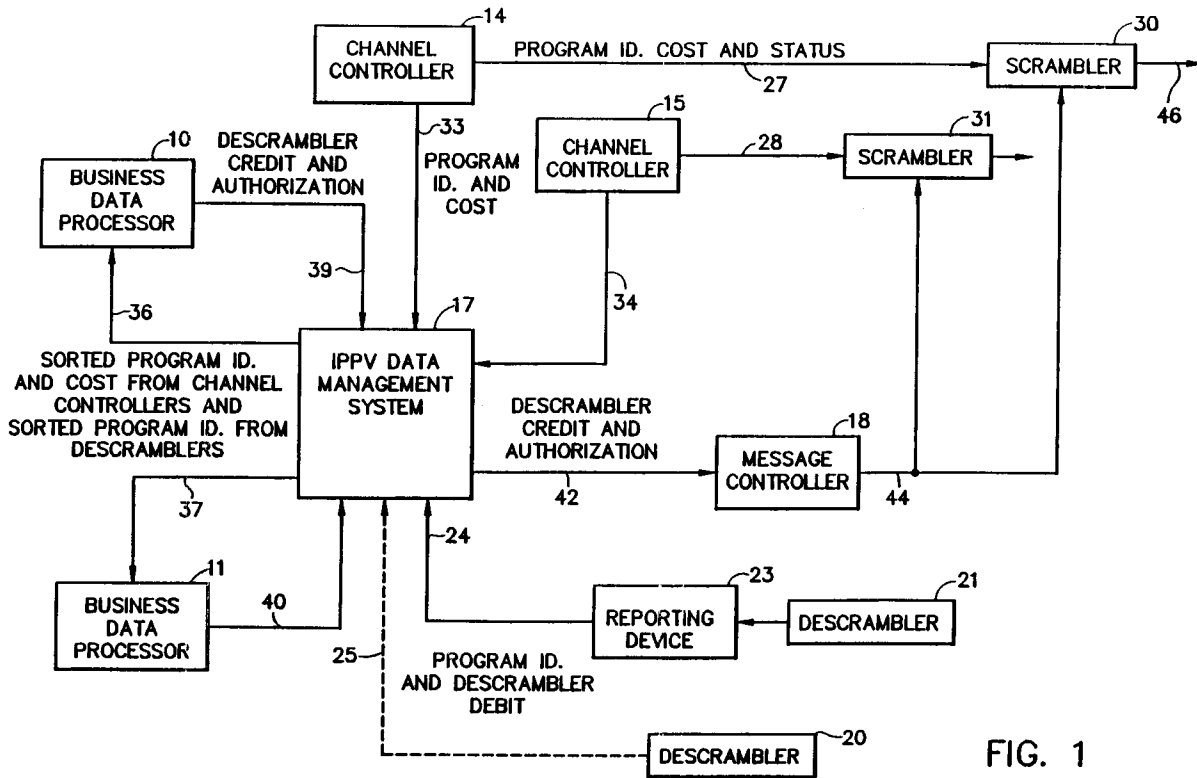 14
CHANNEL
CONTROLLER
PROGRAM ID. COST AND STATUS
27
30
SCRAMBLER
46
33
15
CHANNEL
CONTROLLER
28
31
SCRAMBLER
10
BUSINESS
DATA
PROCESSOR
DESCRAMBLER
CREDIT AND
AUTHORIZATION
PROGRAM
ID. AND
COST
39
34
36
17
IPPV DATA
MANAGEMENT
SYSTEM
SORTED PROGRAM ID.
AND COST FROM CHANNEL
CONTROLLERS AND
SORTED PROGRAM ID. FROM
DESCRAMBLERS
DESCRAMBLER
CREDIT AND
AUTHORIZATION
42
18
MESSAGE
CONTROLLER
44
37
24
11
BUSINESS
DATA
PROCESSOR
40
25
23
REPORTING
DEVICE
21
DESCRAMBLER
PROGRAM ID.
AND DESCRAMBLER
DEBIT
20
DESCRAMBLER
FIG. 1